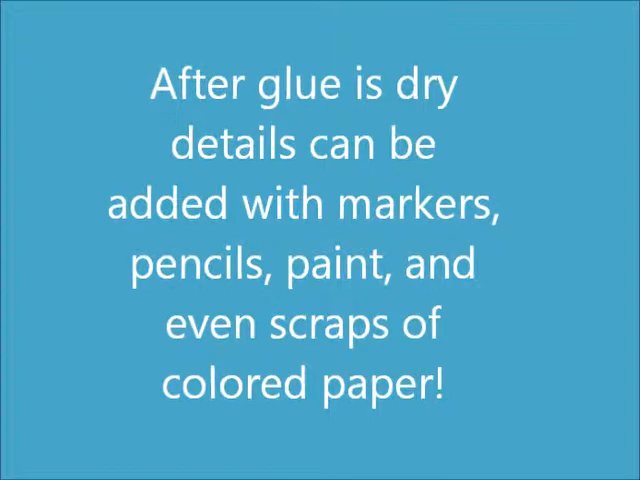 After glue is dry
details can be
added with markers,
pencils, paint, and
even scraps of
colored paper!